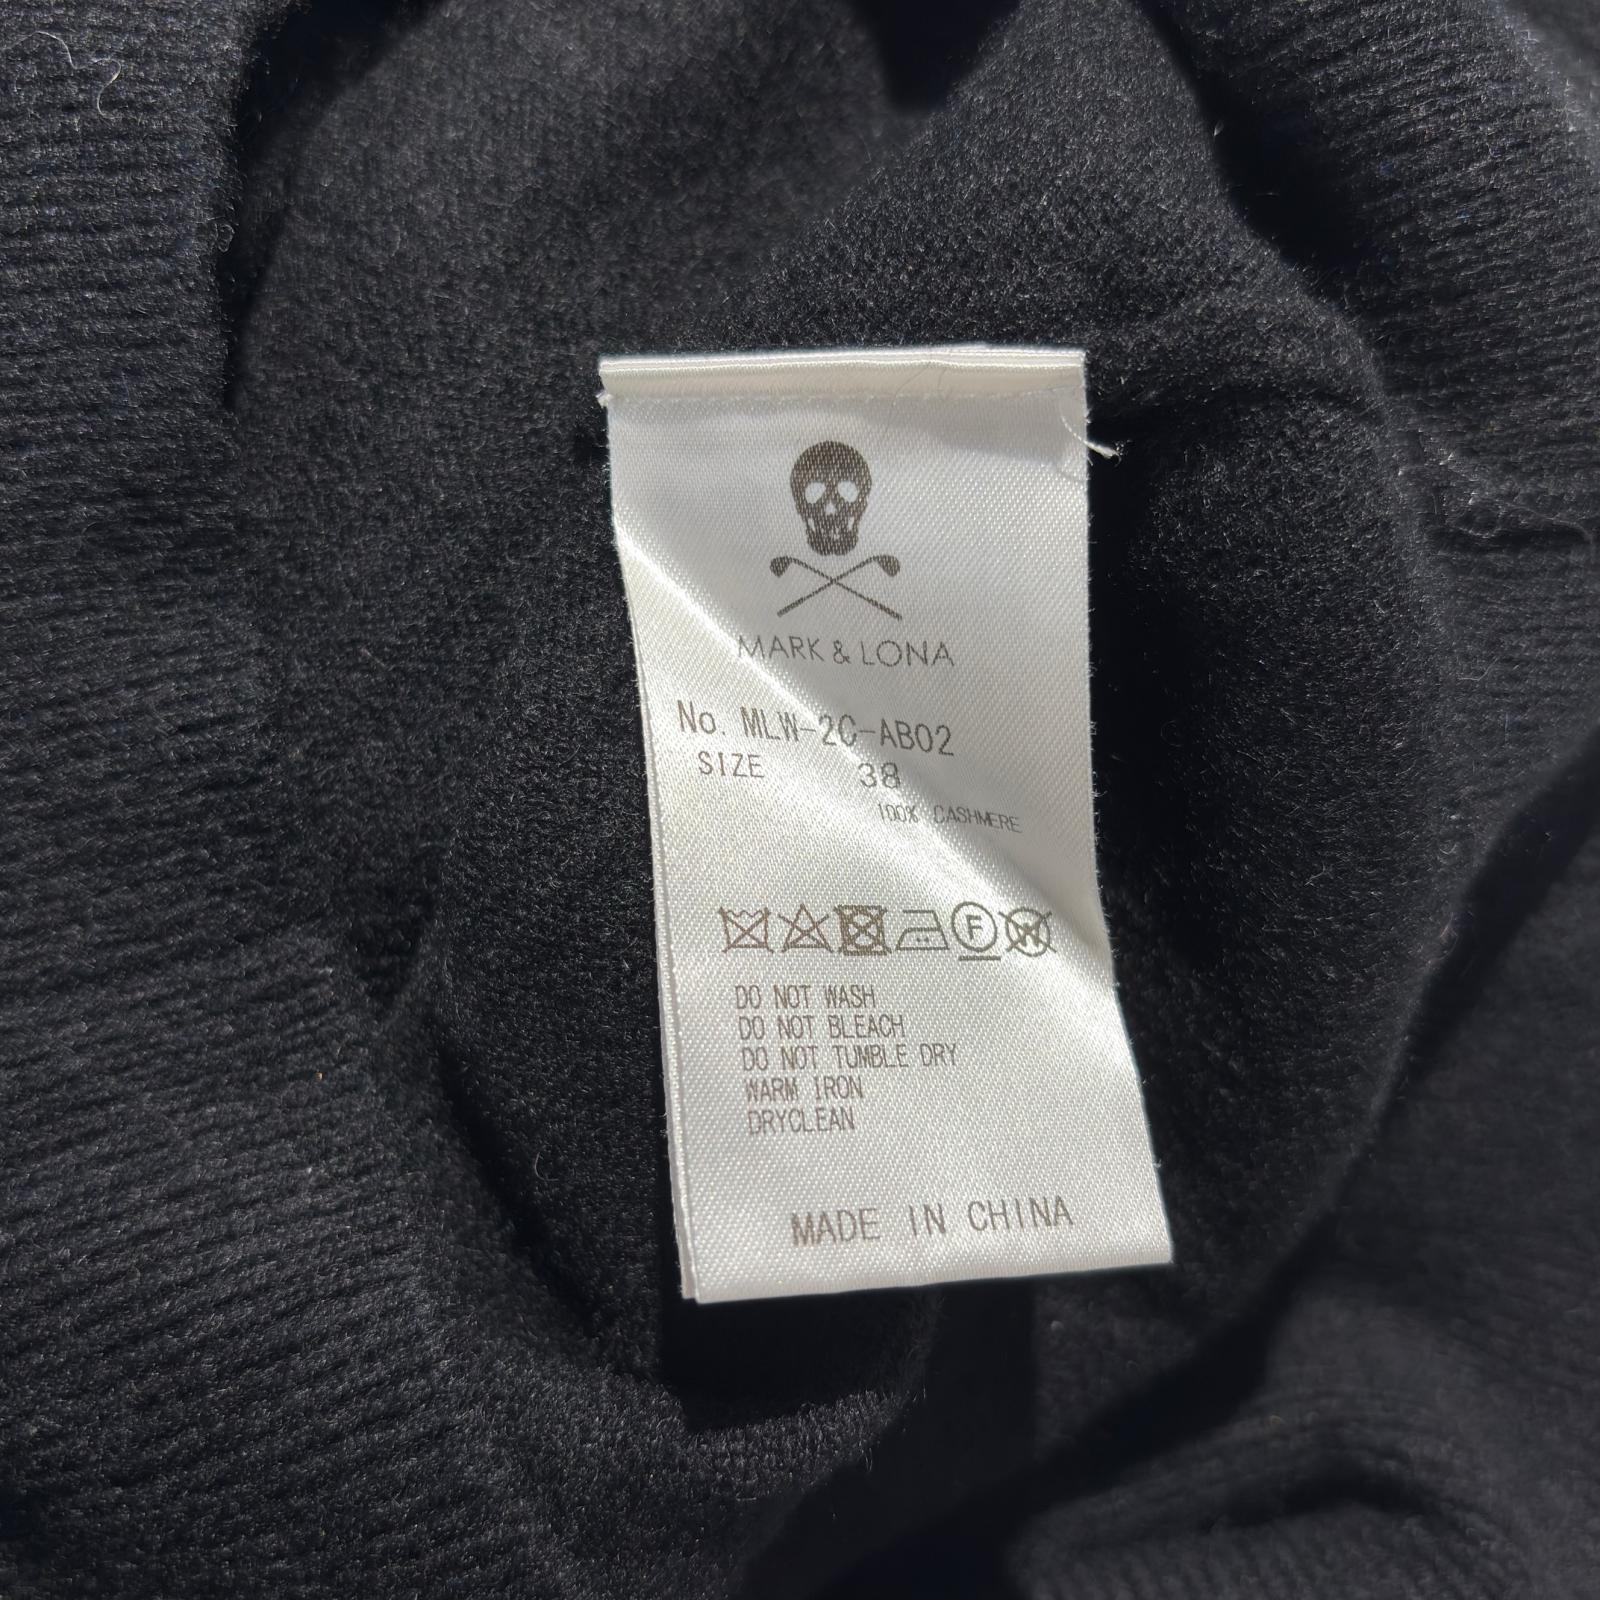 MARK & LONA
No. MLW-2C-AB02
SIZE 38
100% CASHMERE
F W
DO NOT WASH
DO NOT BLEACH
DO NOT TUMBLE DRY
WARM IRON
DRYCLEAN
MADE IN CHINA